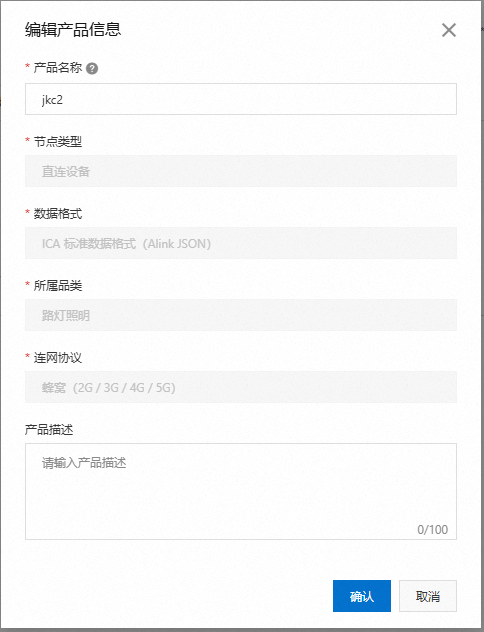 编辑产品信息
* 产品名称 ?
jkc2
* 节点类型
直连设备
* 数据格式
ICA 标准数据格式（Alink JSON）
* 所属品类
路灯照明
* 连网协议
蜂窝（2G / 3G / 4G / 5G）
产品描述
请输入产品描述
0/100
确认 取消